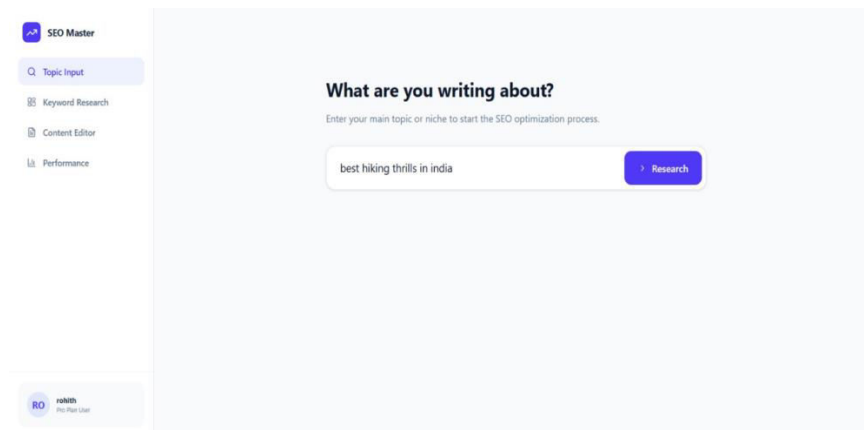 SEO Master
Topic Input
Keyword Research
Content Editor
Performance
What are you writing about?
Enter your main topic or niche to start the SEO optimization process.
best hiking thrills in india
Research
RO
rohith
Pro Plan User